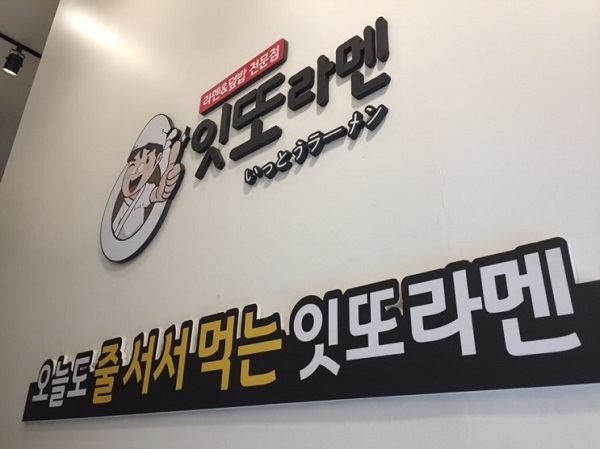 라멘&덮밥 전문점
잇또라멘
いっとうラーメン
오늘도 줄 서서 먹는 잇또라멘